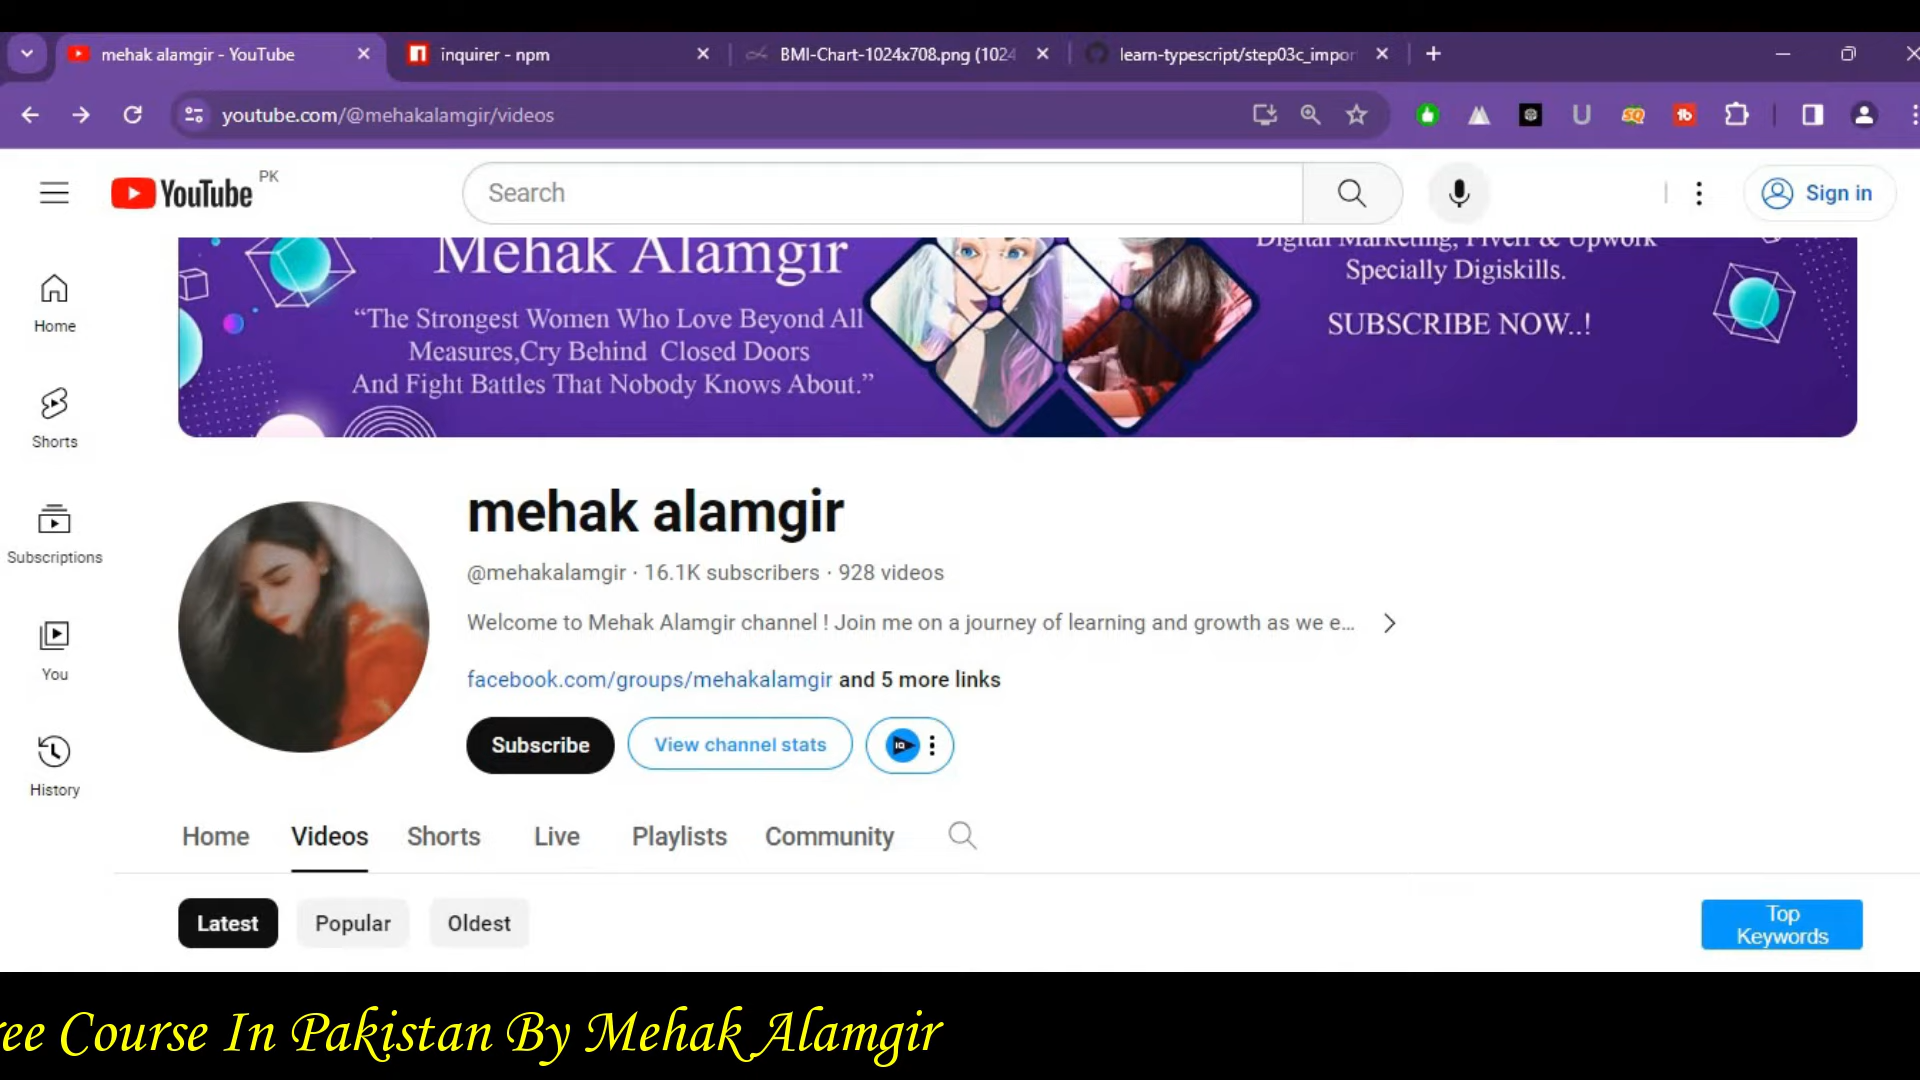 mehak alamgir - YouTube
inquirer - npm
BMI-Chart-1024x708.png (1024
learn-typescript/step03c_impor
youtube.com/@mehakalamgir/videos
YouTube PK
Search
Sign in
Mehak Alamgir
“The Strongest Women Who Love Beyond All
Measures,Cry Behind Closed Doors
And Fight Battles That Nobody Knows About.”
Digital Marketing, Fiverr & Upwork
Specially Digiskills.
SUBSCRIBE NOW..!
Home
Shorts
Subscriptions
You
History
mehak alamgir
@mehakalamgir · 16.1K subscribers · 928 videos
Welcome to Mehak Alamgir channel ! Join me on a journey of learning and growth as we e...
facebook.com/groups/mehakalamgir and 5 more links
Subscribe
View channel stats
Home Videos Shorts Live Playlists Community
Latest Popular Oldest
Top
Keywords
ree Course In Pakistan By Mehak Alamgir